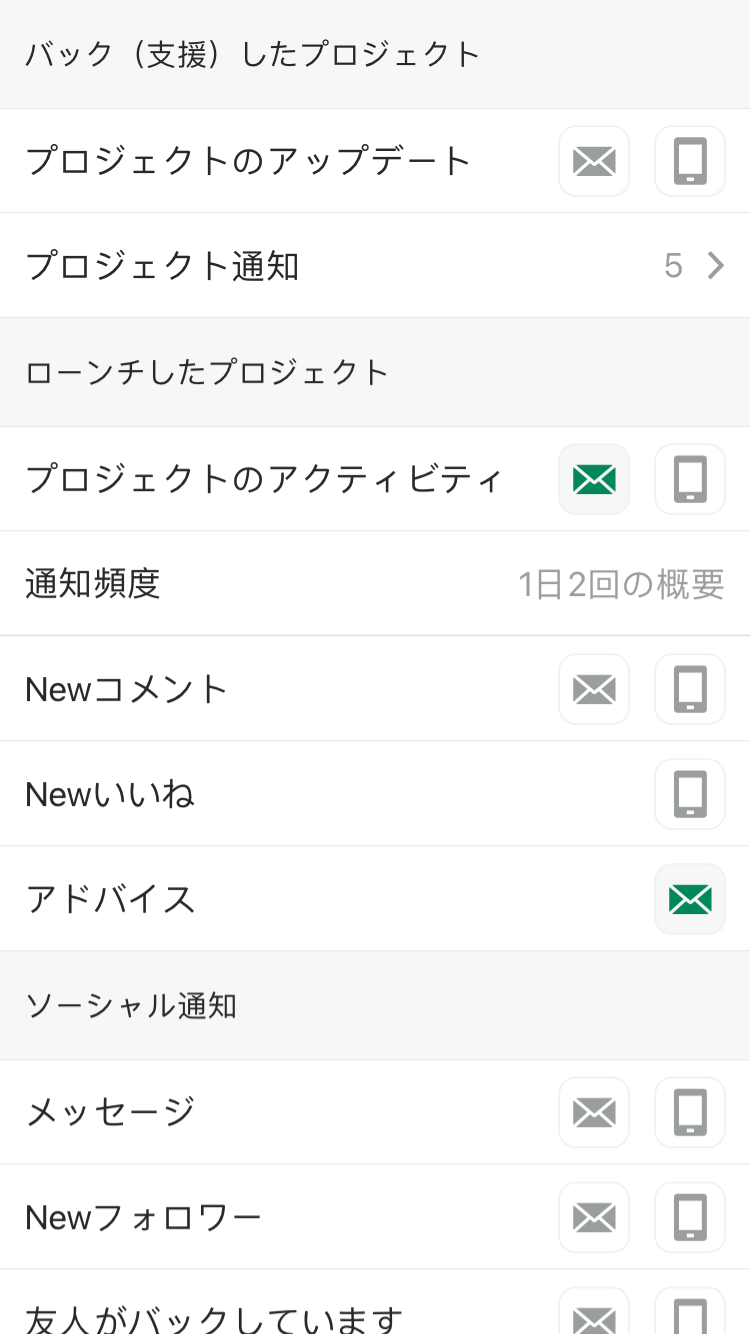 バック（支援）したプロジェクト
プロジェクトのアップデート
プロジェクト通知 5
ローンチしたプロジェクト
プロジェクトのアクティビティ
通知頻度 1日2回の概要
Newコメント
Newいいね
アドバイス
ソーシャル通知
メッセージ
Newフォロワー
友人がバックしています